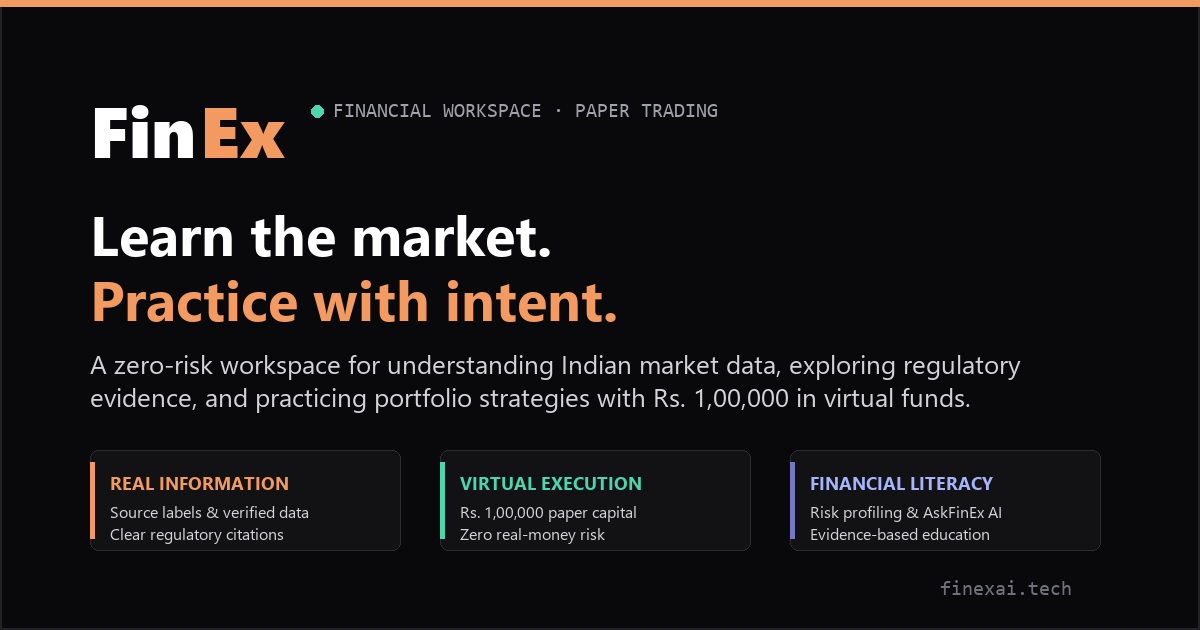 FinEx
FINANCIAL WORKSPACE · PAPER TRADING
Learn the market.
Practice with intent.
A zero-risk workspace for understanding Indian market data, exploring regulatory
evidence, and practicing portfolio strategies with Rs. 1,00,000 in virtual funds.
REAL INFORMATION
Source labels & verified data
Clear regulatory citations
VIRTUAL EXECUTION
Rs. 1,00,000 paper capital
Zero real-money risk
FINANCIAL LITERACY
Risk profiling & AskFinEx AI
Evidence-based education
finexai.tech